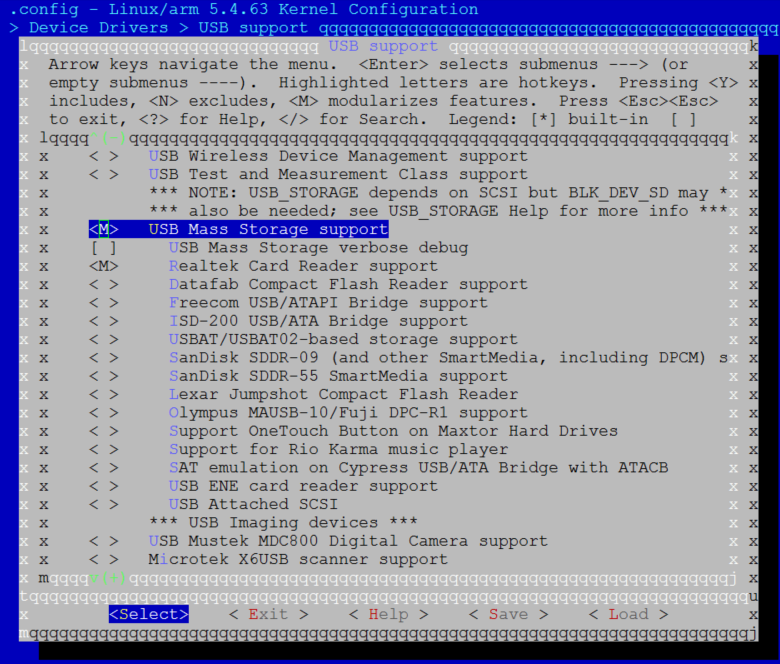 .config - Linux/arm 5.4.63 Kernel Configuration
> Device Drivers > USB support qqqqqqqqqqqqqqqqqqqqqqqqqqqqqqqqqqqqqqqqqqqqqq
lqqqqqqqqqqqqqqqqqqqqqqqqqqqqq USB support qqqqqqqqqqqqqqqqqqqqqqqqqqqqqqk
x  Arrow keys navigate the menu.  <Enter> selects submenus ---> (or      x
x  empty submenus ----).  Highlighted letters are hotkeys.  Pressing <Y> x
x  includes, <N> excludes, <M> modularizes features.  Press <Esc><Esc>   x
x  to exit, <?> for Help, </> for Search.  Legend: [*] built-in  [ ]     x
x lqqqq^(-)qqqqqqqqqqqqqqqqqqqqqqqqqqqqqqqqqqqqqqqqqqqqqqqqqqqqqqqqqqqqk x
x x    < >   USB Wireless Device Management support                     x x
x x    < >   USB Test and Measurement Class support                     x x
x x          *** NOTE: USB_STORAGE depends on SCSI but BLK_DEV_SD may *x x
x x          *** also be needed; see USB_STORAGE Help for more info ***x x
x x    <M>   USB Mass Storage support                                   x x
x x    [ ]     USB Mass Storage verbose debug                           x x
x x    <M>     Realtek Card Reader support                              x x
x x    < >     Datafab Compact Flash Reader support                     x x
x x    < >     Freecom USB/ATAPI Bridge support                         x x
x x    < >     ISD-200 USB/ATA Bridge support                           x x
x x    < >     USBAT/USBAT02-based storage support                      x x
x x    < >     SanDisk SDDR-09 (and other SmartMedia, including DPCM) sx x
x x    < >     SanDisk SDDR-55 SmartMedia support                       x x
x x    < >     Lexar Jumpshot Compact Flash Reader                      x x
x x    < >     Olympus MAUSB-10/Fuji DPC-R1 support                     x x
x x    < >     Support OneTouch Button on Maxtor Hard Drives            x x
x x    < >     Support for Rio Karma music player                       x x
x x    < >     SAT emulation on Cypress USB/ATA Bridge with ATACB       x x
x x    < >     USB ENE card reader support                              x x
x x    < >     USB Attached SCSI                                        x x
x x          *** USB Imaging devices ***                                x x
x x    < >   USB Mustek MDC800 Digital Camera support                   x x
x x    < >   Microtek X6USB scanner support                             x x
x mqqqqv(+)qqqqqqqqqqqqqqqqqqqqqqqqqqqqqqqqqqqqqqqqqqqqqqqqqqqqqqqqqqqqj x
tqqqqqqqqqqqqqqqqqqqqqqqqqqqqqqqqqqqqqqqqqqqqqqqqqqqqqqqqqqqqqqqqqqqqqqqqu
x        <Select>    < Exit >    < Help >    < Save >    < Load >        x
mqqqqqqqqqqqqqqqqqqqqqqqqqqqqqqqqqqqqqqqqqqqqqqqqqqqqqqqqqqqqqqqqqqqqqqqqj